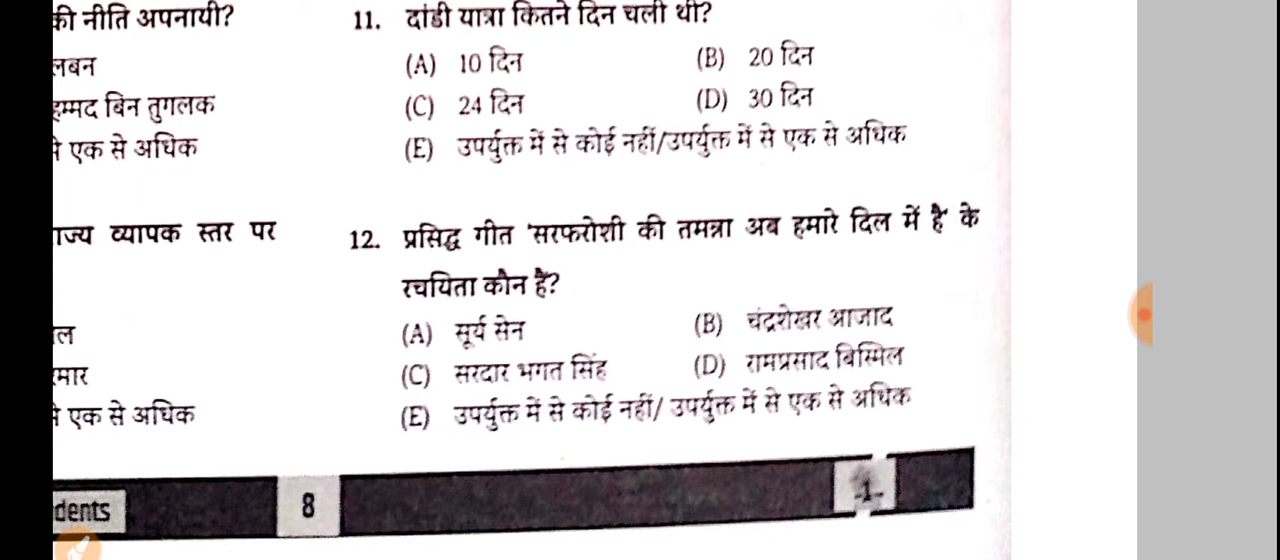 की नीति अपनायी?
लबन
म्मद बिन तुगलक
एक से अधिक
ज्य व्यापक स्तर पर
ल
मार
एक से अधिक
dents
8
11. दांडी यात्रा कितने दिन चली थी?
(A) 10 दिन (B) 20 दिन
(C) 24 दिन (D) 30 दिन
(E) उपर्युक्त में से कोई नहीं/उपर्युक्त में से एक से अधिक
12. प्रसिद्ध गीत 'सरफरोशी की तमन्ना अब हमारे दिल में है' के
रचयिता कौन हैं?
(A) सूर्य सेन (B) चंद्रशेखर आजाद
(C) सरदार भगत सिंह (D) रामप्रसाद बिस्मिल
(E) उपर्युक्त में से कोई नहीं/ उपर्युक्त में से एक से अधिक
-1-